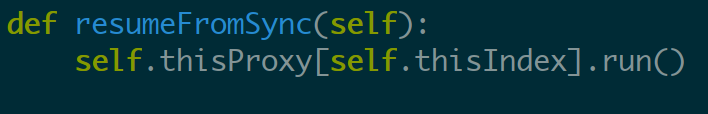 def resumeFromSync(self):
    self.thisProxy[self.thisIndex].run()